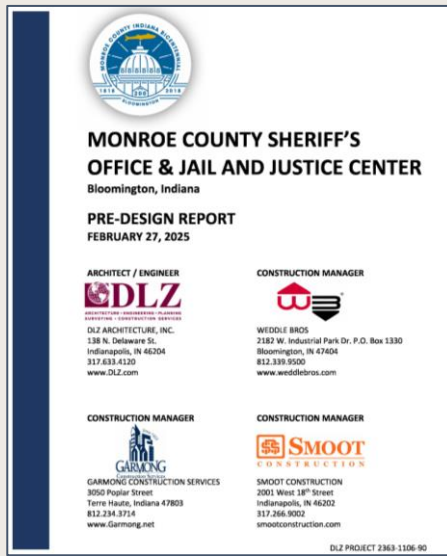 MONROE COUNTY INDIANA BICENTENNIAL
1818 200 2018
BLOOMINGTON
MONROE COUNTY SHERIFF'S
OFFICE & JAIL AND JUSTICE CENTER
Bloomington, Indiana
PRE-DESIGN REPORT
FEBRUARY 27, 2025
ARCHITECT / ENGINEER
DLZ
ARCHITECTURE • ENGINEERING • PLANNING
SURVEYING • CONSTRUCTION SERVICES
DLZ ARCHITECTURE, INC.
138 N. Delaware St.
Indianapolis, IN 46204
317.633.4120
www.DLZ.com
CONSTRUCTION MANAGER
WB
WEDDLE BROS
2182 W. Industrial Park Dr. P.O. Box 1330
Bloomington, IN 47404
812.339.9500
www.weddlebros.com
CONSTRUCTION MANAGER
GARMONG
Construction Services
GARMONG CONSTRUCTION SERVICES
3050 Poplar Street
Terre Haute, Indiana 47803
812.234.3714
www.Garmong.net
CONSTRUCTION MANAGER
SMOOT
CONSTRUCTION
SMOOT CONSTRUCTION
2001 West 18th Street
Indianapolis, IN 46202
317.266.9002
smootconstruction.com
DLZ PROJECT 2363-1106-90